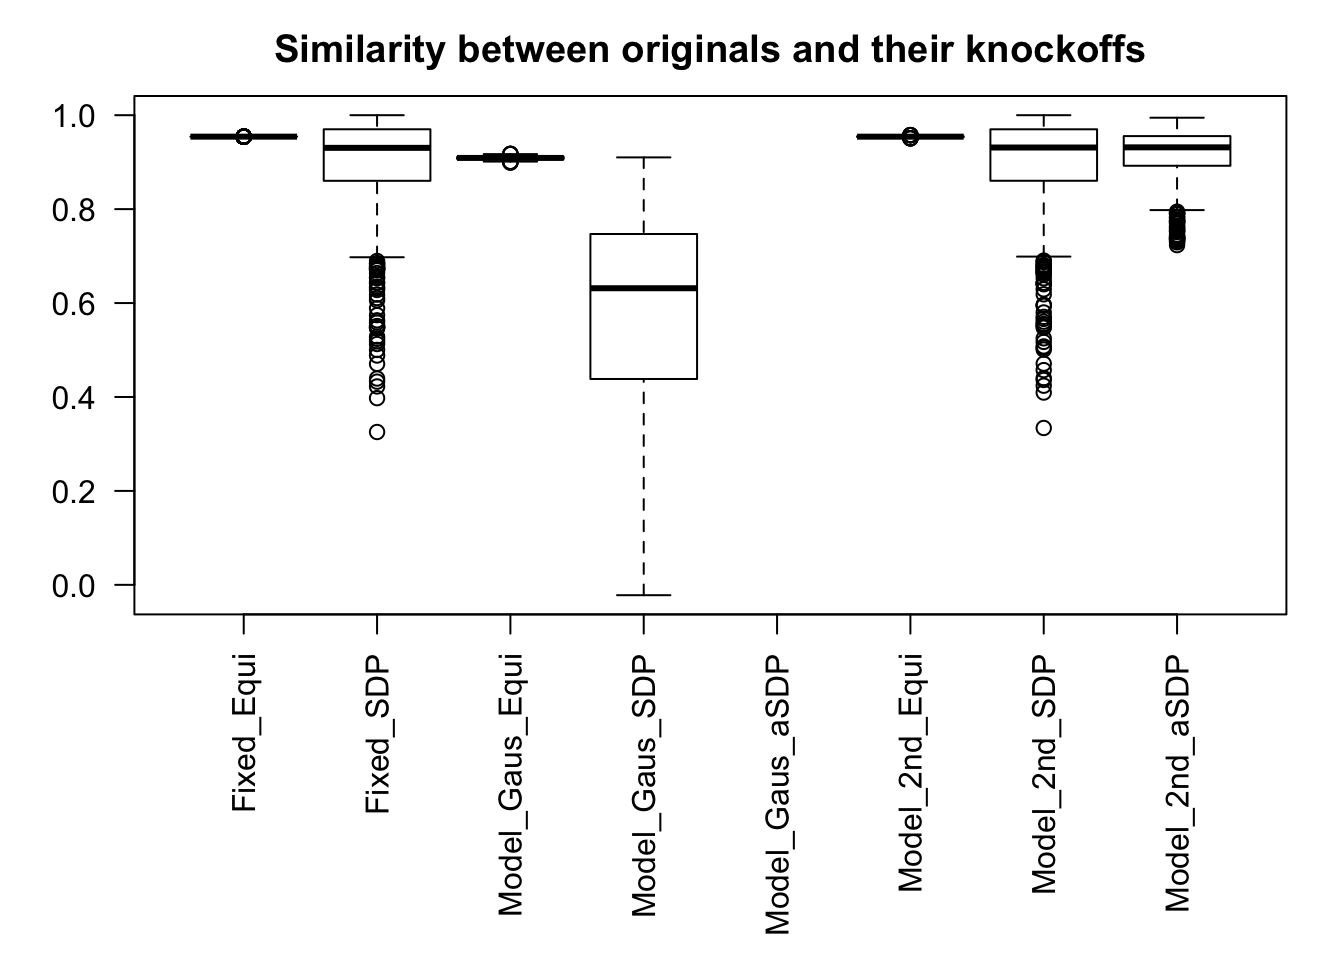 Similarity between originals and their knockoffs
1.0
0.8
0.6
0.4
0.2
0.0
Fixed_Equi
Fixed_SDP
Model_Gaus_Equi
Model_Gaus_SDP
Model_Gaus_aSDP
Model_2nd_Equi
Model_2nd_SDP
Model_2nd_aSDP